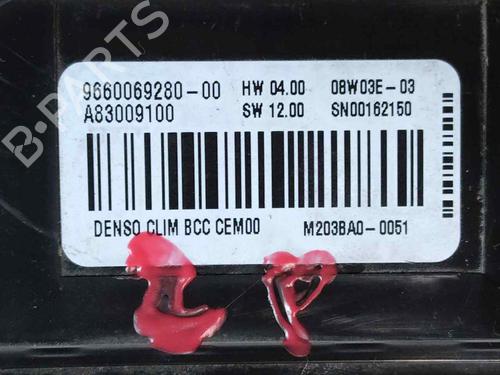 B-PARTS
9660069280-00 HW 04.00 08W03E-03
A83009100 SW 12.00 SN00162150
DENSO CLIM BCC CEM00 M203BA0-0051
LP